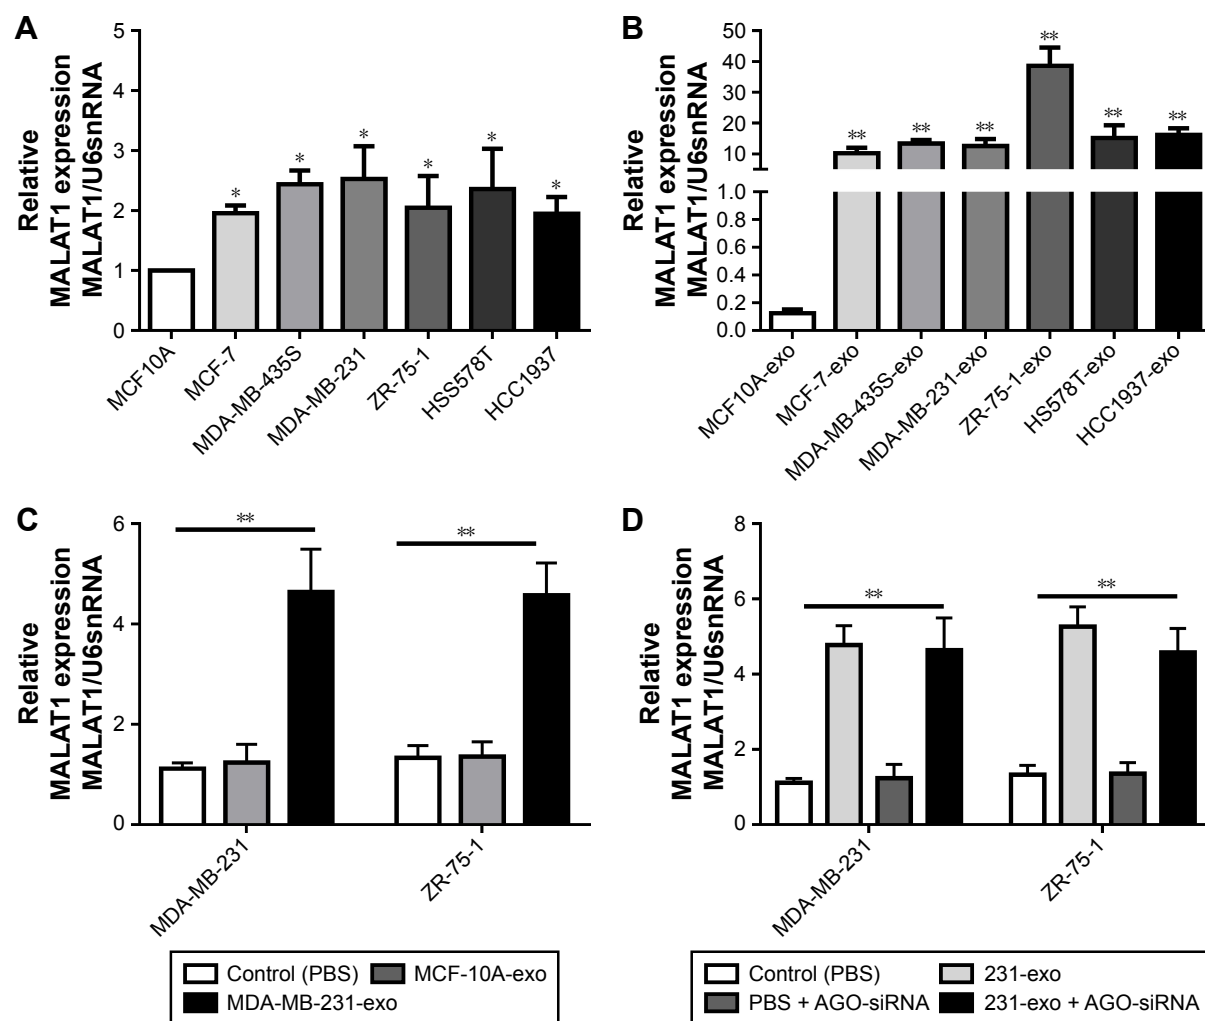 A
Relative
MALAT1 expression
MALAT1/U6snRNA
5
4
3
2
1
0
*
*
*
*
*
*
MCF10A
MCF-7
MDA-MB-435S
MDA-MB-231
ZR-75-1
HSS578T
HCC1937
B
Relative
MALAT1 expression
MALAT1/U6snRNA
50
40
30
20
10
1.0
0.8
0.6
0.4
0.2
0.0
**
**
**
**
**
**
MCF10A-exo
MCF-7-exo
MDA-MB-435S-exo
MDA-MB-231-exo
ZR-75-1-exo
HS578T-exo
HCC1937-exo
C
Relative
MALAT1 expression
MALAT1/U6snRNA
6
4
2
0
**
**
MDA-MB-231
ZR-75-1
Control (PBS) MCF-10A-exo
MDA-MB-231-exo
D
Relative
MALAT1 expression
MALAT1/U6snRNA
8
6
4
2
0
**
**
MDA-MB-231
ZR-75-1
Control (PBS) 231-exo
PBS + AGO-siRNA 231-exo + AGO-siRNA